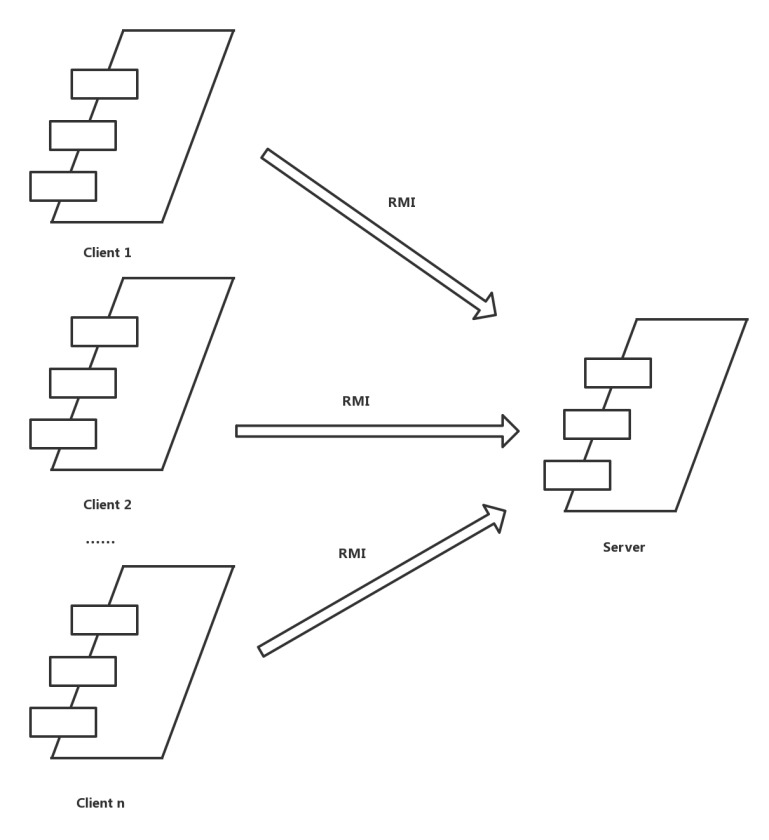 RMI
Client 1
RMI
Client 2
......
Server
RMI
Client n